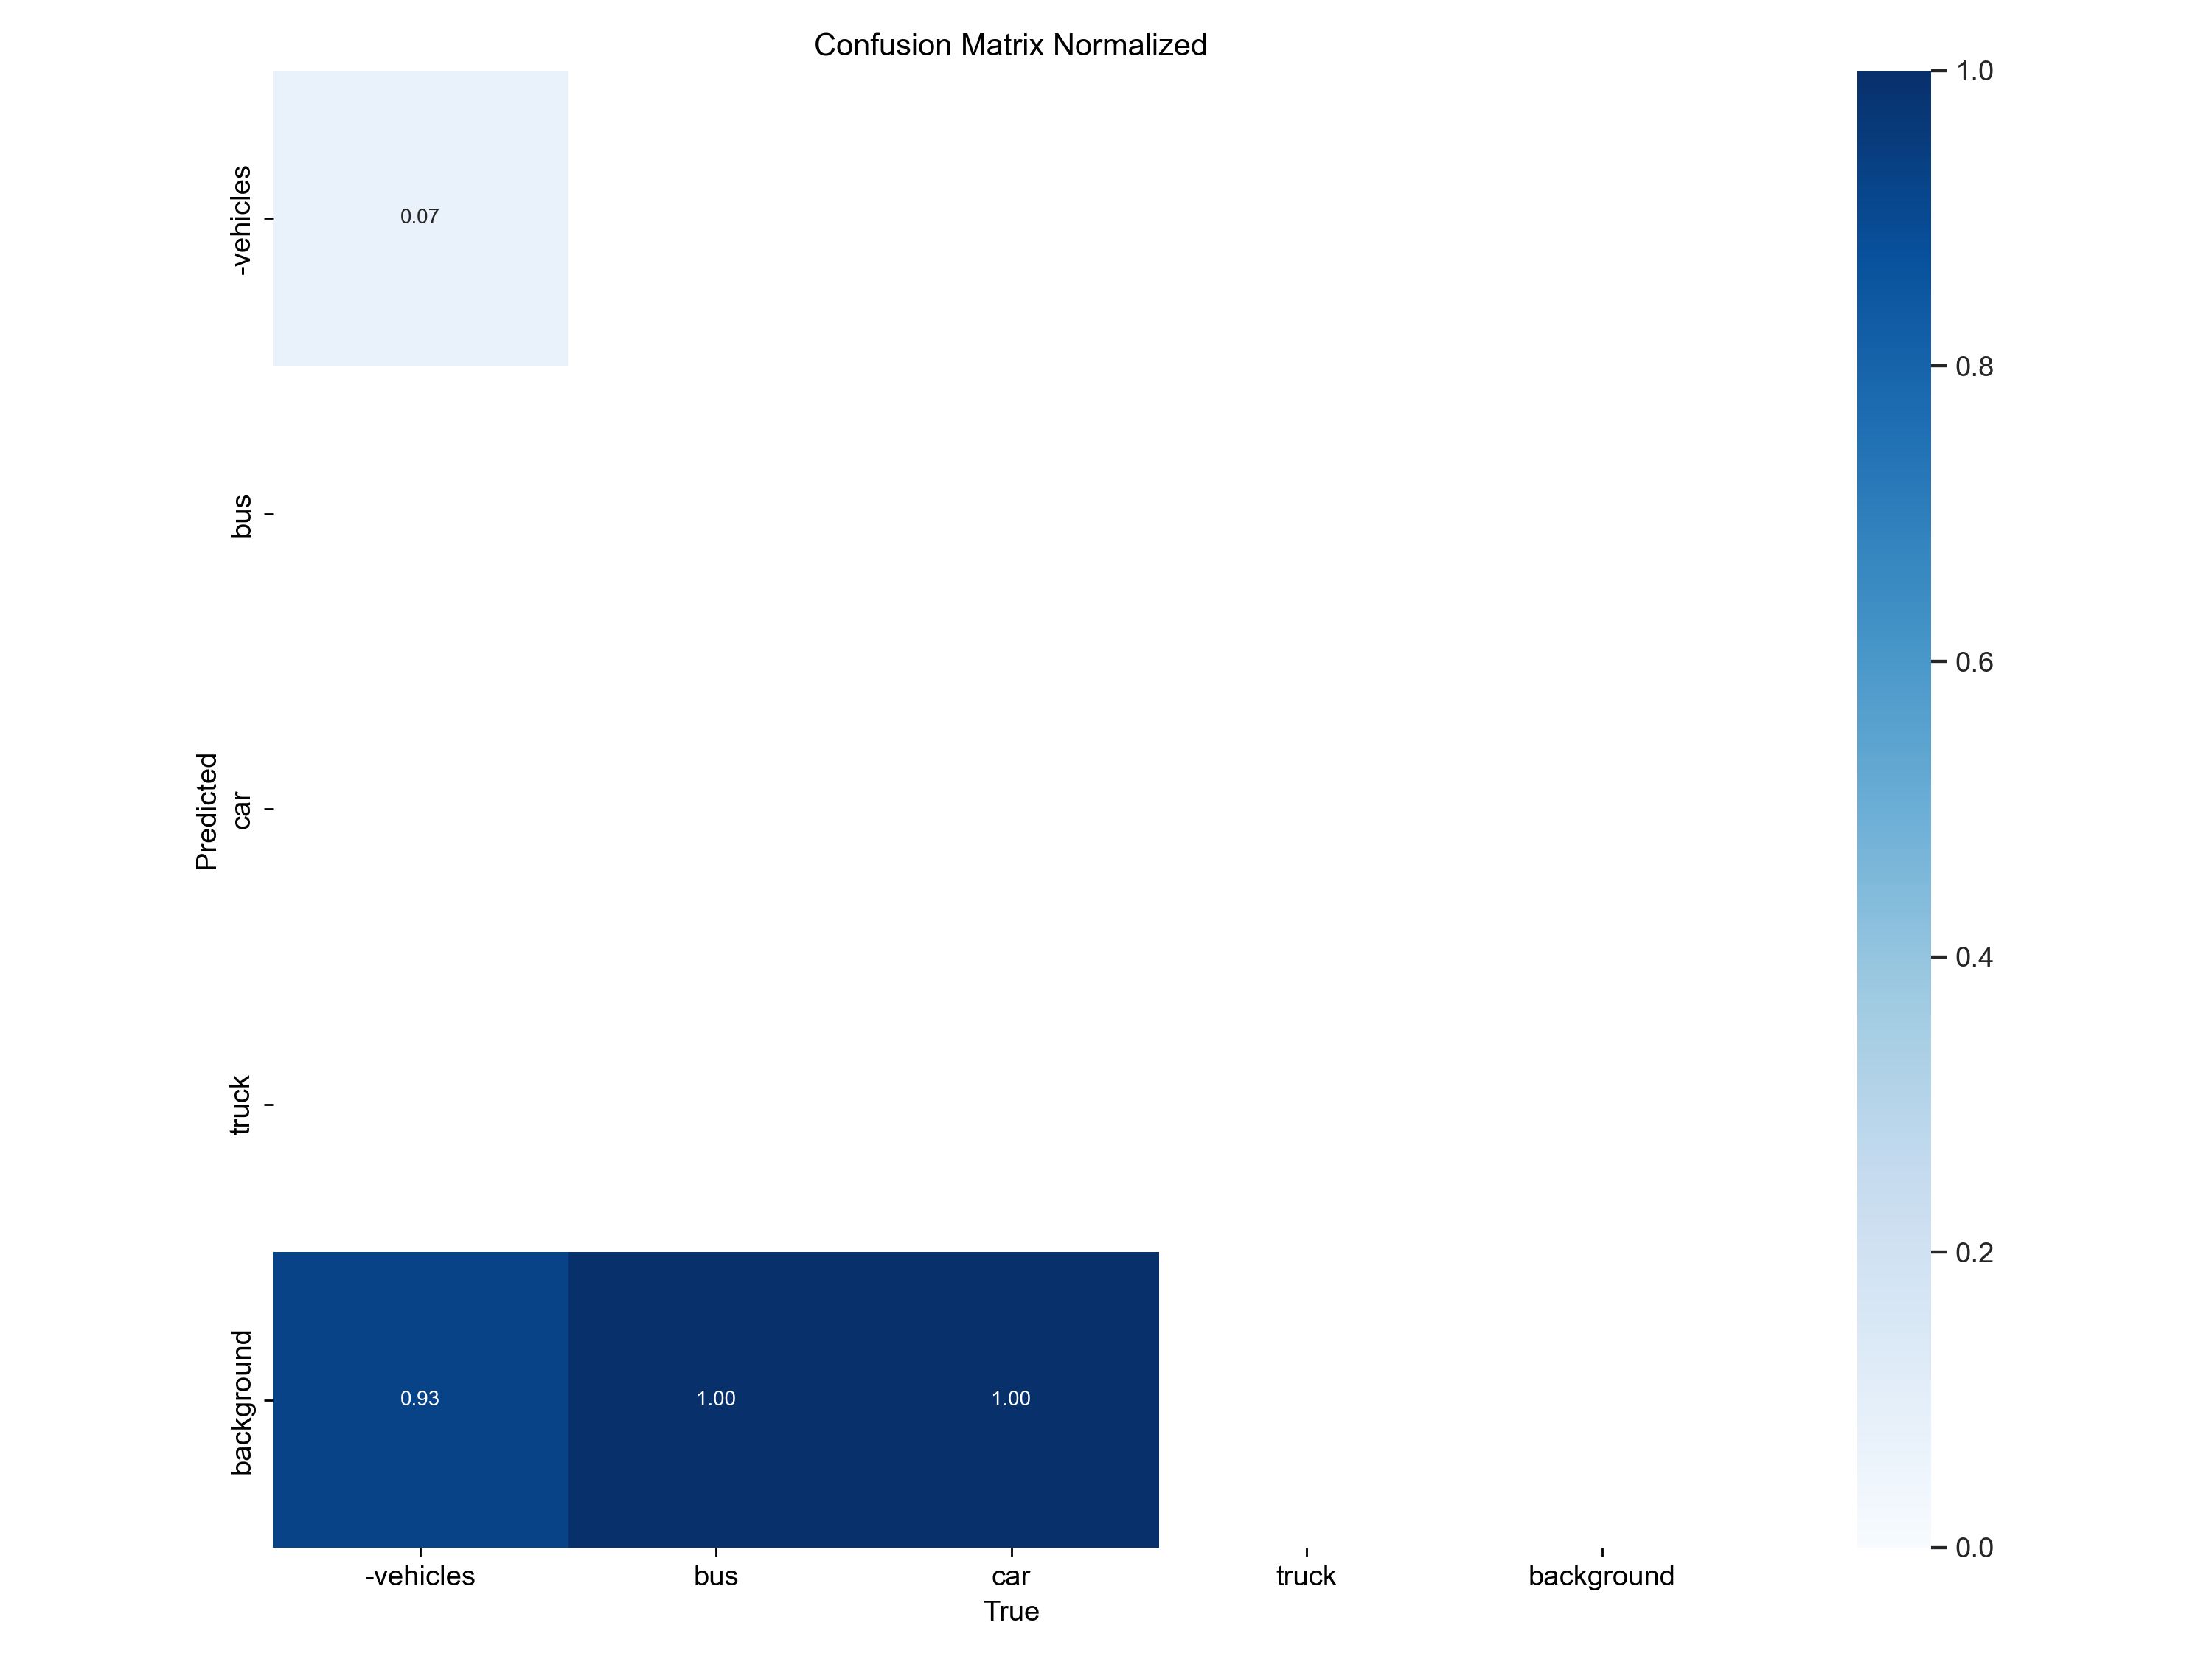 Confusion Matrix Normalized
1.0
0.8
0.6
0.4
0.2
0.0
Predicted
-vehicles
bus
car
truck
background
0.07
0.93 1.00 1.00
-vehicles bus car truck background
True